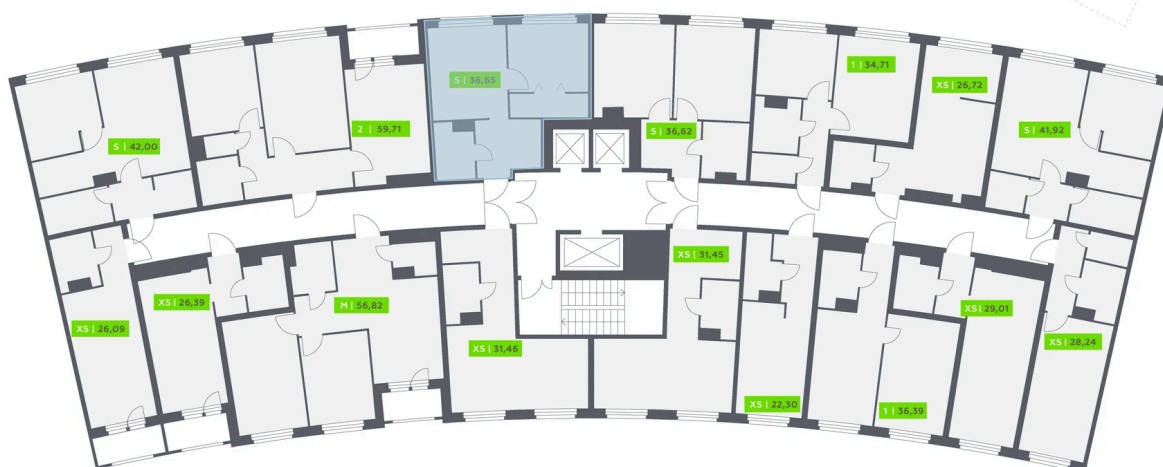 S | 36,65
1 | 34,71
XS | 26,72
2 | 59,71
S | 36,62
S | 41,92
S | 42,00
XS | 31,45
XS | 26,39
M | 56,82
XS | 29,01
XS | 26,09
XS | 31,46
XS | 28,24
XS | 22,30
1 | 36,39